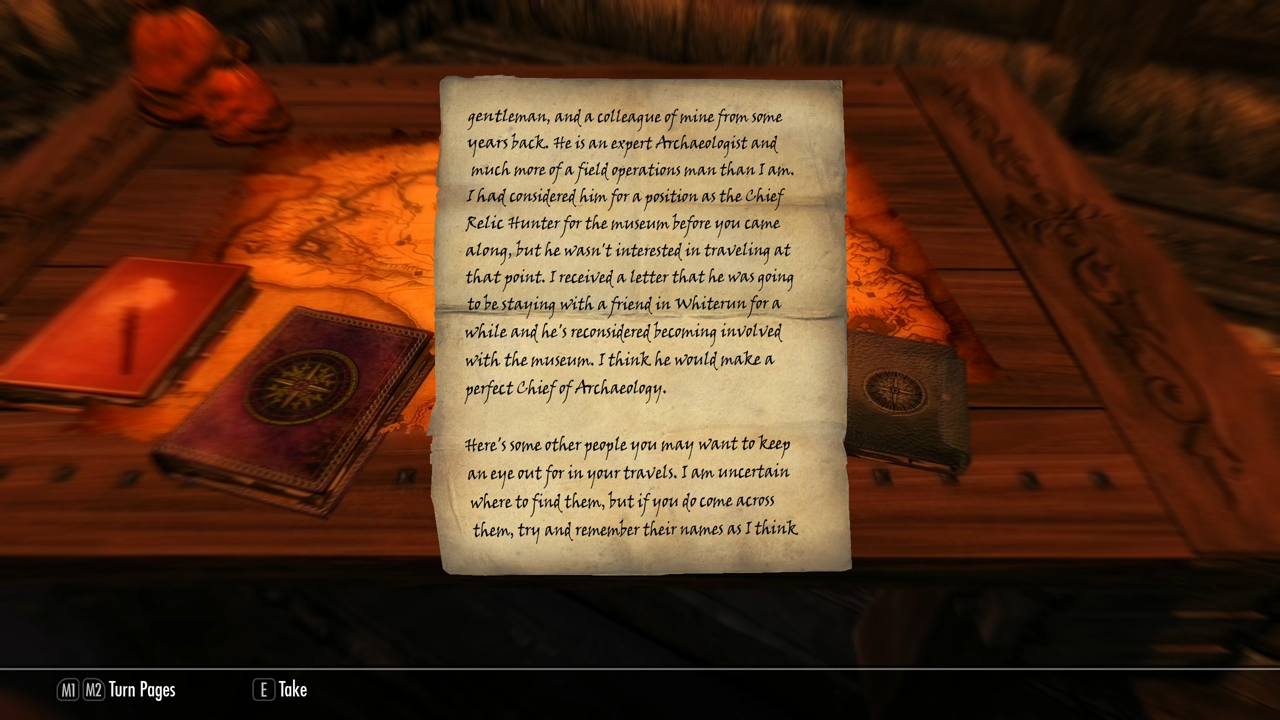 gentleman, and a colleague of mine from some
years back. He is an expert Archaeologist and
much more of a field operations man than I am.
I had considered him for a position as the Chief
Relic Hunter for the museum before you came
along, but he wasn't interested in traveling at
that point. I received a letter that he was going
to be staying with a friend in Whiterun for a
while and he's reconsidered becoming involved
with the museum. I think he would make a
perfect Chief of Archaeology.
Here's some other people you may want to keep
an eye out for in your travels. I am uncertain
where to find them, but if you do come across
them, try and remember their names as I think
M1 M2 Turn Pages E Take